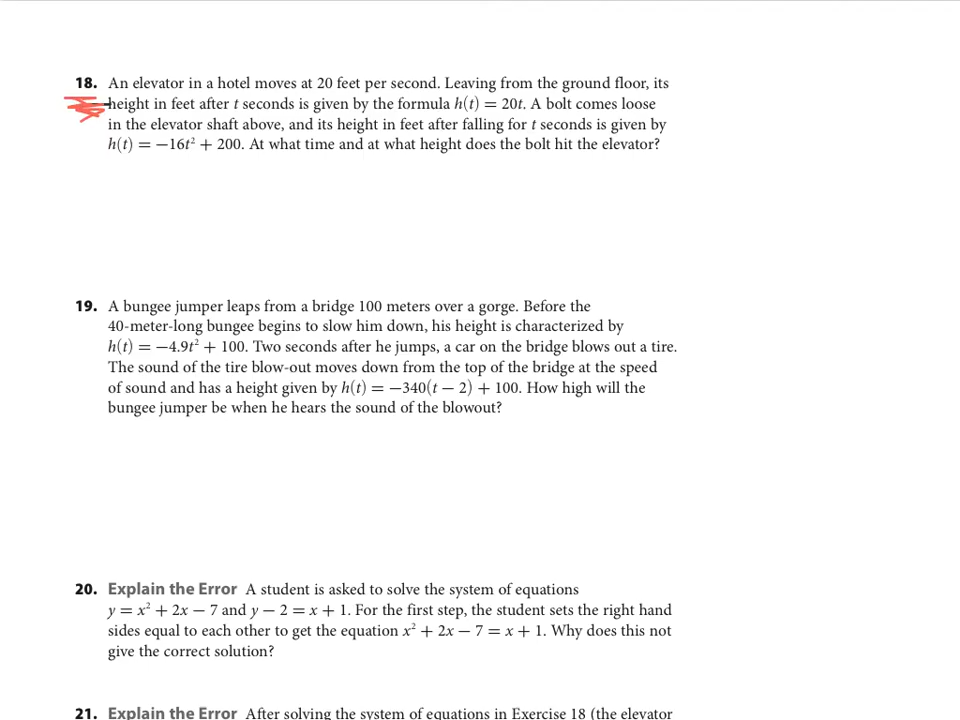 18. An elevator in a hotel moves at 20 feet per second. Leaving from the ground floor, its
height in feet after t seconds is given by the formula h(t) = 20t. A bolt comes loose
in the elevator shaft above, and its height in feet after falling for t seconds is given by
h(t) = −16t² + 200. At what time and at what height does the bolt hit the elevator?
19. A bungee jumper leaps from a bridge 100 meters over a gorge. Before the
40-meter-long bungee begins to slow him down, his height is characterized by
h(t) = −4.9t² + 100. Two seconds after he jumps, a car on the bridge blows out a tire.
The sound of the tire blow-out moves down from the top of the bridge at the speed
of sound and has a height given by h(t) = −340(t − 2) + 100. How high will the
bungee jumper be when he hears the sound of the blowout?
20. Explain the Error A student is asked to solve the system of equations
y = x² + 2x − 7 and y − 2 = x + 1. For the first step, the student sets the right hand
sides equal to each other to get the equation x² + 2x − 7 = x + 1. Why does this not
give the correct solution?
21. Explain the Error After solving the system of equations in Exercise 18 (the elevator